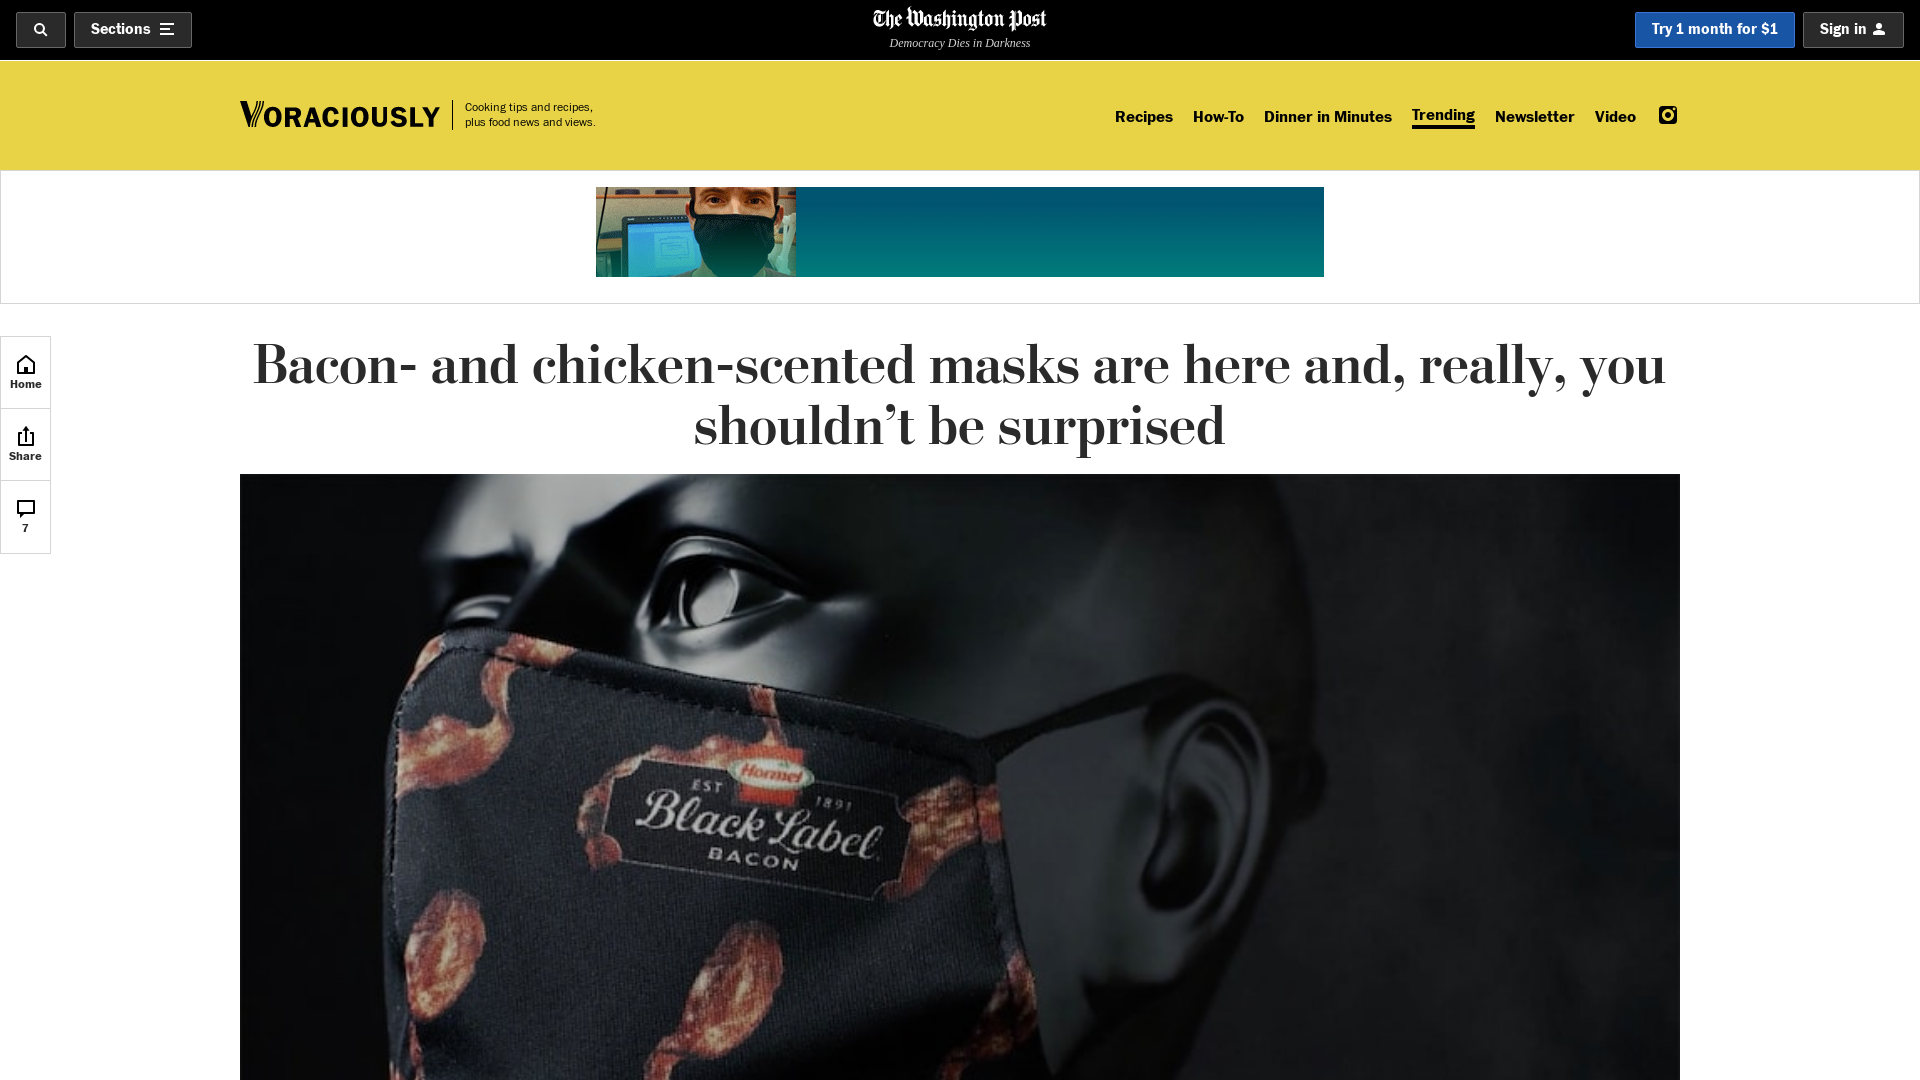 Sections
The Washington Post
Democracy Dies in Darkness
Try 1 month for $1
Sign in
VORACIOUSLY
Cooking tips and recipes,
plus food news and views.
Recipes
How-To
Dinner in Minutes
Trending
Newsletter
Video
Home
Share
7
Bacon- and chicken-scented masks are here and, really, you
shouldn’t be surprised
Hormel
EST 1891
Black Label
BACON